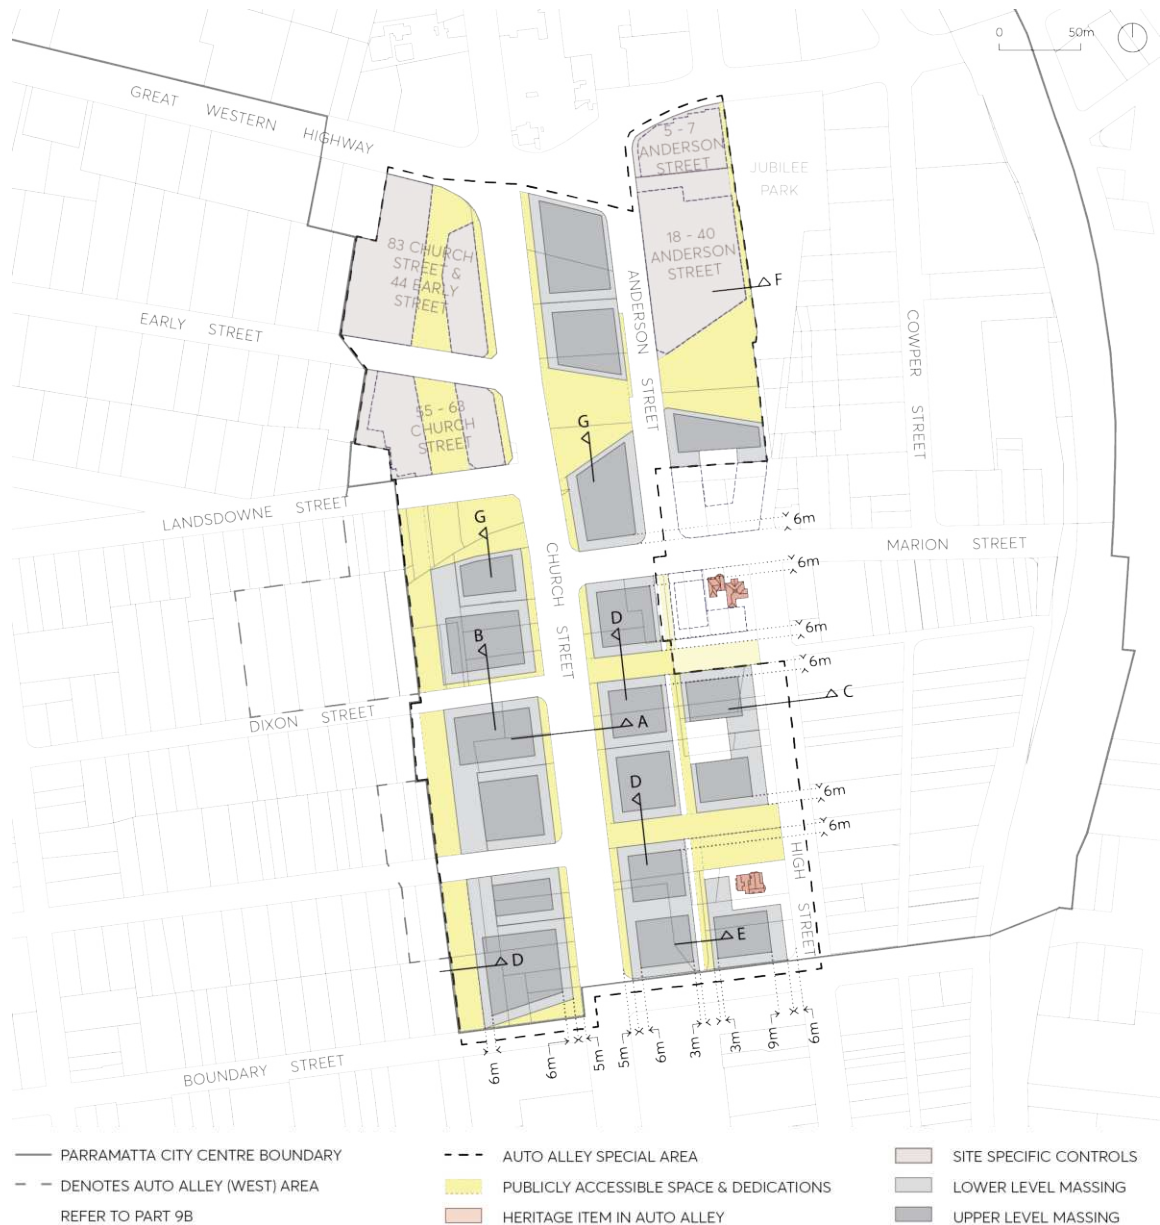 0 50m
GREAT WESTERN HIGHWAY
5 - 7
ANDERSON
STREET
JUBILEE
PARK
83 CHURCH
STREET &
44 EARLY
STREET
18 - 40
ANDERSON
STREET
F
EARLY STREET
ANDERSON STREET
COWPER STREET
55 - 63
CHURCH
STREET
G
LANDSDOWNE STREET
G
6m
MARION STREET
CHURCH STREET
6m
D
B
6m
6m
C
DIXON STREET
A
D
6m
6m
HIGH STREET
E
D
BOUNDARY STREET
6m
6m
5m
5m
6m
3m
3m
9m
6m
PARRAMATTA CITY CENTRE BOUNDARY
DENOTES AUTO ALLEY (WEST) AREA
REFER TO PART 9B
AUTO ALLEY SPECIAL AREA
PUBLICLY ACCESSIBLE SPACE & DEDICATIONS
HERITAGE ITEM IN AUTO ALLEY
SITE SPECIFIC CONTROLS
LOWER LEVEL MASSING
UPPER LEVEL MASSING